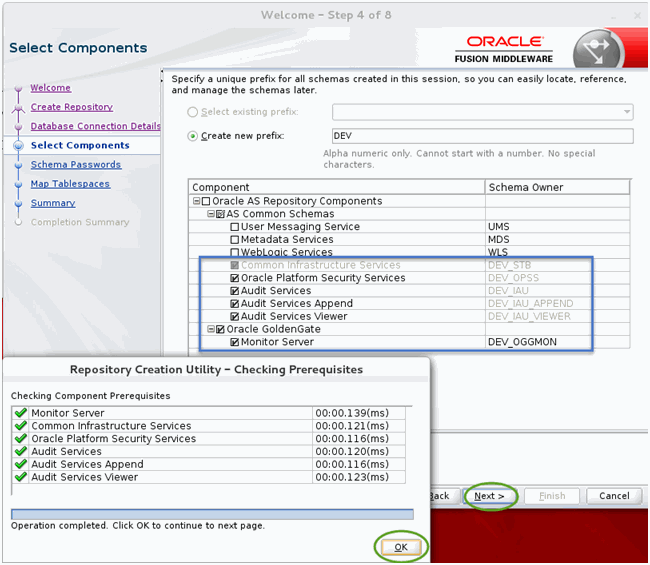 Welcome - Step 4 of 8
Select Components
ORACLE
FUSION MIDDLEWARE
Welcome
Create Repository
Database Connection Details
Select Components
Schema Passwords
Map Tablespaces
Summary
Completion Summary
Specify a unique prefix for all schemas created in this session, so you can easily locate, reference,
and manage the schemas later.
Select existing prefix:
Create new prefix: DEV
Alpha numeric only. Cannot start with a number. No special
characters.
Component Schema Owner
Oracle AS Repository Components
AS Common Schemas
User Messaging Service UMS
Metadata Services MDS
WebLogic Services WLS
Common Infrastructure Services DEV_STB
Oracle Platform Security Services DEV_OPSS
Audit Services DEV_IAU
Audit Services Append DEV_IAU_APPEND
Audit Services Viewer DEV_IAU_VIEWER
Oracle GoldenGate
Monitor Server DEV_OGGMON
Repository Creation Utility - Checking Prerequisites
Checking Component Prerequisites
Monitor Server 00:00.139(ms)
Common Infrastructure Services 00:00.121(ms)
Oracle Platform Security Services 00:00.116(ms)
Audit Services 00:00.120(ms)
Audit Services Append 00:00.116(ms)
Audit Services Viewer 00:00.123(ms)
Operation completed. Click OK to continue to next page.
OK
Back Next > Finish Cancel